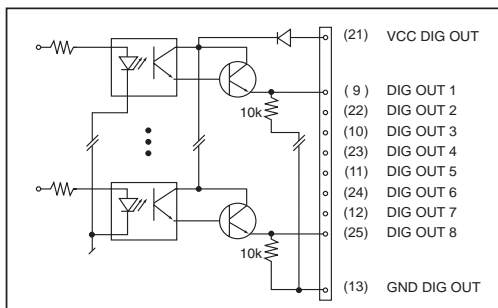 (21) VCC DIG OUT
( 9 ) DIG OUT 1
10k
(22) DIG OUT 2
(10) DIG OUT 3
(23) DIG OUT 4
(11) DIG OUT 5
(24) DIG OUT 6
(12) DIG OUT 7
(25) DIG OUT 8
10k
(13) GND DIG OUT